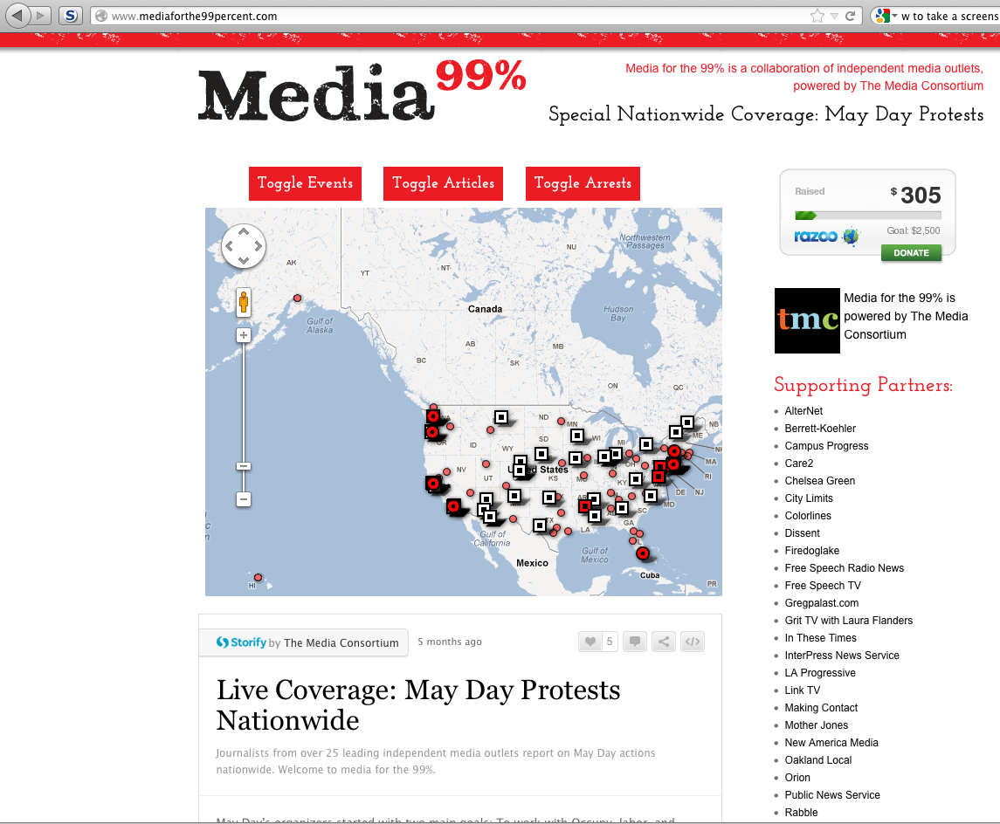 www.mediaforthe99percent.com
w to take a screens
Media 99%
Media for the 99% is a collaboration of independent media outlets,
powered by The Media Consortium
Special Nationwide Coverage: May Day Protests
Toggle Events
Toggle Articles
Toggle Arrests
Raised
$ 305
razoo
Goal: $2,500
DONATE
AK
YT
NT
NU
Northwestern
Passages
Gulf of
Alaska
Canada
Hudson
Bay
BC
AB
SK
MB
ON
QC
NB
ND
MN
ME
SD
WI
MI
ID
WY
NV
UT
KS
OH
KY
MA
RI
NJ
DE
MD
SC
GA
LA
Gulf of
California
Gulf of
Mexico
Mexico
Cuba
PR
HI
tmc
Media for the 99% is
powered by The Media
Consortium
Supporting Partners:
AlterNet
Berrett-Koehler
Campus Progress
Care2
Chelsea Green
City Limits
Colorlines
Dissent
Firedoglake
Free Speech Radio News
Free Speech TV
Gregpalast.com
Grit TV with Laura Flanders
In These Times
InterPress News Service
LA Progressive
Link TV
Making Contact
Mother Jones
New America Media
Oakland Local
Orion
Public News Service
Rabble
Storify by The Media Consortium
5 months ago
5
Live Coverage: May Day Protests
Nationwide
Journalists from over 25 leading independent media outlets report on May Day actions
nationwide. Welcome to media for the 99%.
May Day's organizers started with two main goals: To work with Occupy, labor, and